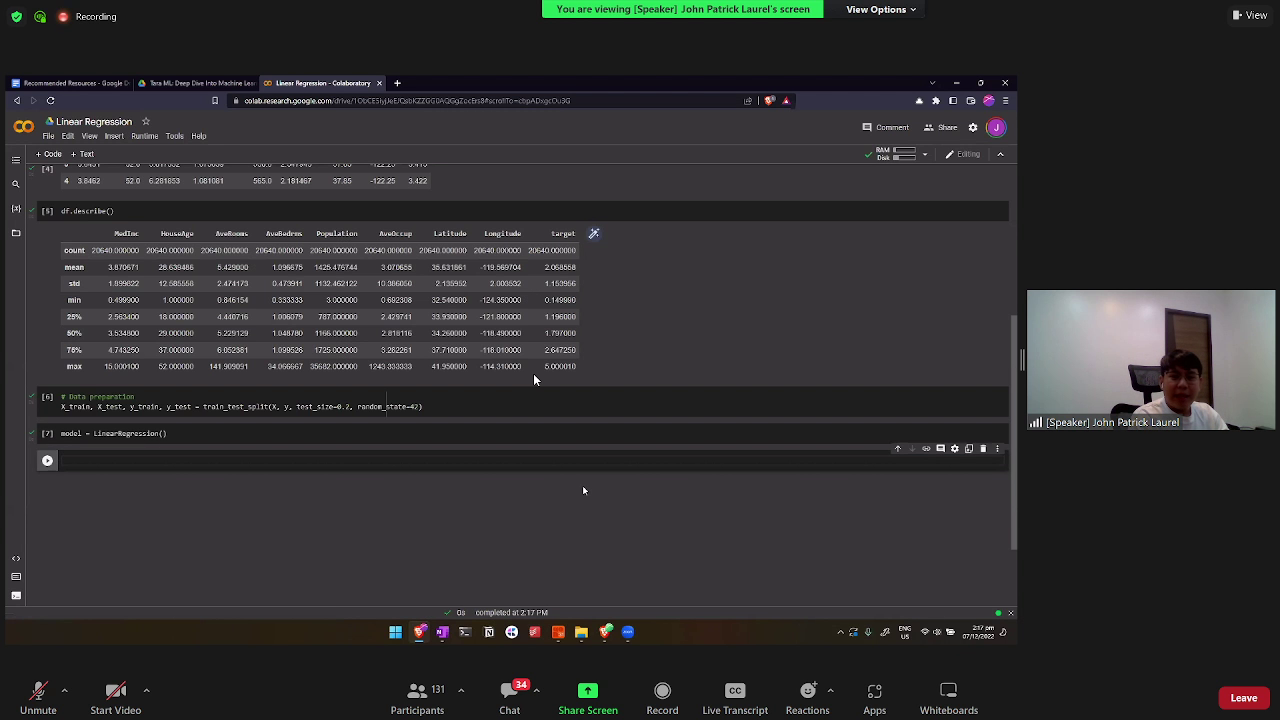 Recording
You are viewing [Speaker] John Patrick Laurel's screen
View Options
View
Recommended Resources - Google D
Tara ML: Deep Dive Into Machine Lea
Linear Regression - Colaboratory
Linear Regression
File Edit View Insert Runtime Tools Help
Comment Share J
+ Code + Text
RAM
Disk
Editing
[4]
4 3.8462 52.0 6.281853 1.081081 565.0 2.181467 37.85 -122.25 3.422
[5] df.describe()
MedInc HouseAge AveRooms AveBedrms Population AveOccup Latitude Longitude target
count 20640.000000 20640.000000 20640.000000 20640.000000 20640.000000 20640.000000 20640.000000 20640.000000 20640.000000
mean 3.870671 28.639486 5.429000 1.096675 1425.476744 3.070655 35.631861 -119.569704 2.068558
std 1.899822 12.585558 2.474173 0.473911 1132.462122 10.386050 2.135952 2.003532 1.153956
min 0.499900 1.000000 0.846154 0.333333 3.000000 0.692308 32.540000 -124.350000 0.149990
25% 2.563400 18.000000 4.440716 1.006079 787.000000 2.429741 33.930000 -121.800000 1.196000
50% 3.534800 29.000000 5.229129 1.048780 1166.000000 2.818116 34.260000 -118.490000 1.797000
75% 4.743250 37.000000 6.052381 1.099526 1725.000000 3.282261 37.710000 -118.010000 2.647250
max 15.000100 52.000000 141.909091 34.066667 35682.000000 1243.333333 41.950000 -114.310000 5.000010
[6] # Data preparation
X_train, X_test, y_train, y_test = train_test_split(X, y, test_size=0.2, random_state=42)
[7] model = LinearRegression()
[Speaker] John Patrick Laurel
0s completed at 2:17 PM
ENG
US
2:17 pm
07/12/2022
Unmute
Start Video
131
Participants
34
Chat
Share Screen
Record
CC
Live Transcript
Reactions
Apps
Whiteboards
Leave